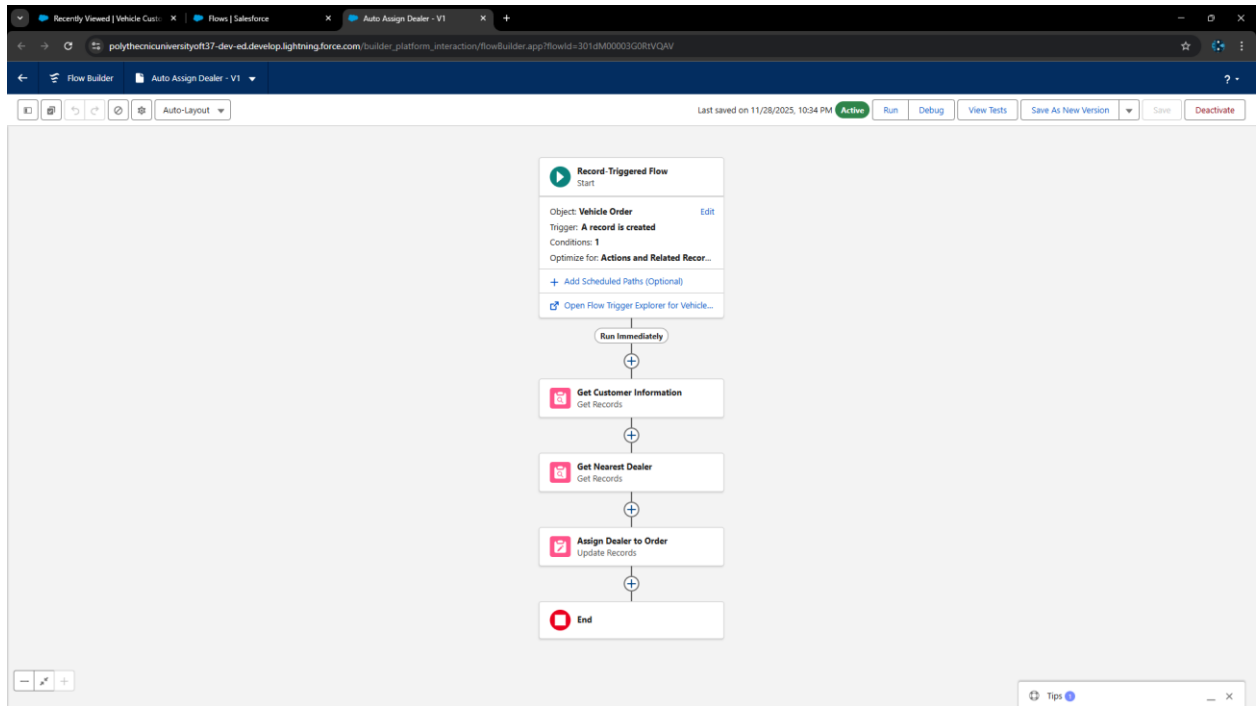 Recently Viewed | Vehicle Custo
Flows | Salesforce
Auto Assign Dealer - V1
polythecnicuniversityoft37-dev-ed.develop.lightning.force.com/builder_platform_interaction/flowBuilder.app?flowId=301dM00003G0RtVQAV
Flow Builder
Auto Assign Dealer - V1
? 
Auto-Layout
Last saved on 11/28/2025, 10:34 PM
Active
Run
Debug
View Tests
Save As New Version
Save
Deactivate
Record-Triggered Flow
Start
Object: Vehicle Order Edit
Trigger: A record is created
Conditions: 1
Optimize for: Actions and Related Recor...
+ Add Scheduled Paths (Optional)
Open Flow Trigger Explorer for Vehicle...
Run Immediately
Get Customer Information
Get Records
Get Nearest Dealer
Get Records
Assign Dealer to Order
Update Records
End
Tips 1